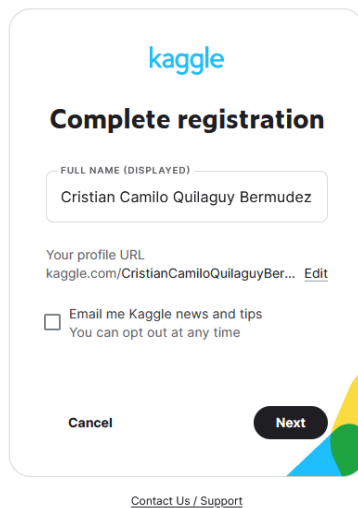 kaggle
Complete registration
FULL NAME (DISPLAYED)
Cristian Camilo Quilaguy Bermudez
Your profile URL
kaggle.com/CristianCamiloQuilaguyBer... Edit
Email me Kaggle news and tips
You can opt out at any time
Cancel Next
Contact Us / Support